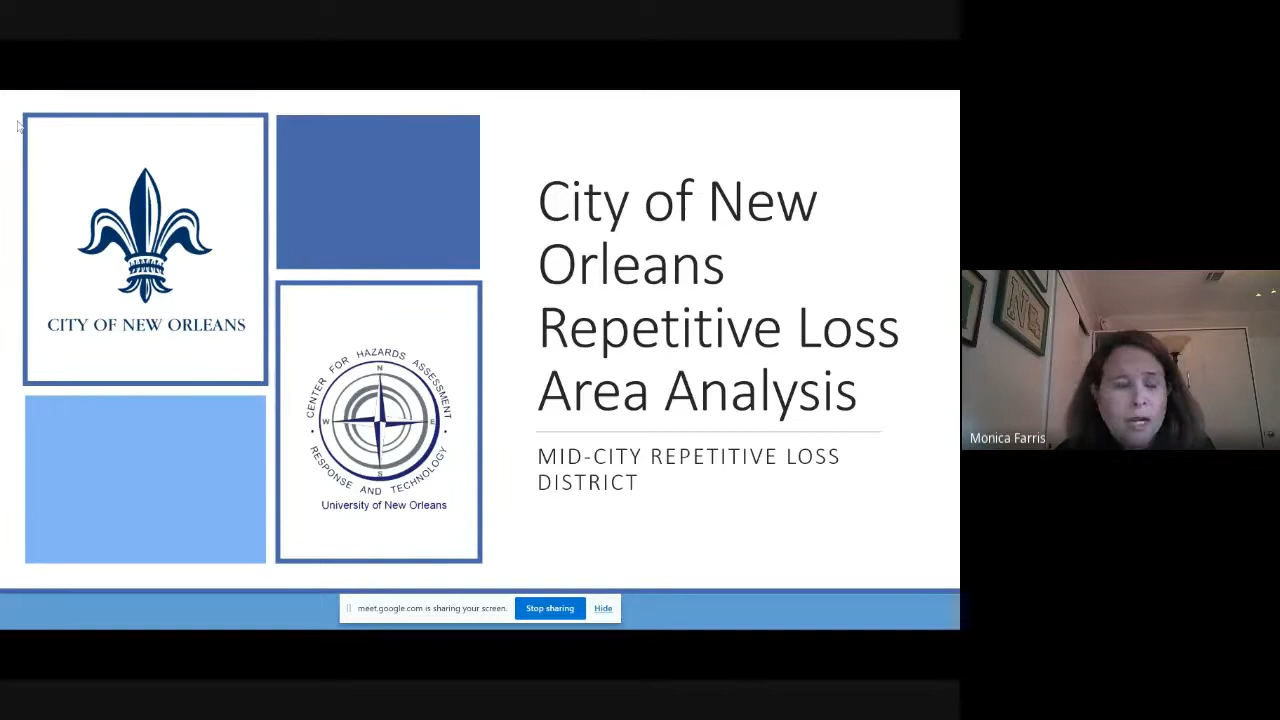 CITY OF NEW ORLEANS
CENTER FOR HAZARDS ASSESSMENT
N
W
E
S
RESPONSE AND TECHNOLOGY
University of New Orleans
City of New
Orleans
Repetitive Loss
Area Analysis
MID-CITY REPETITIVE LOSS
DISTRICT
meet.google.com is sharing your screen.
Stop sharing
Hide
N
Monica Farris